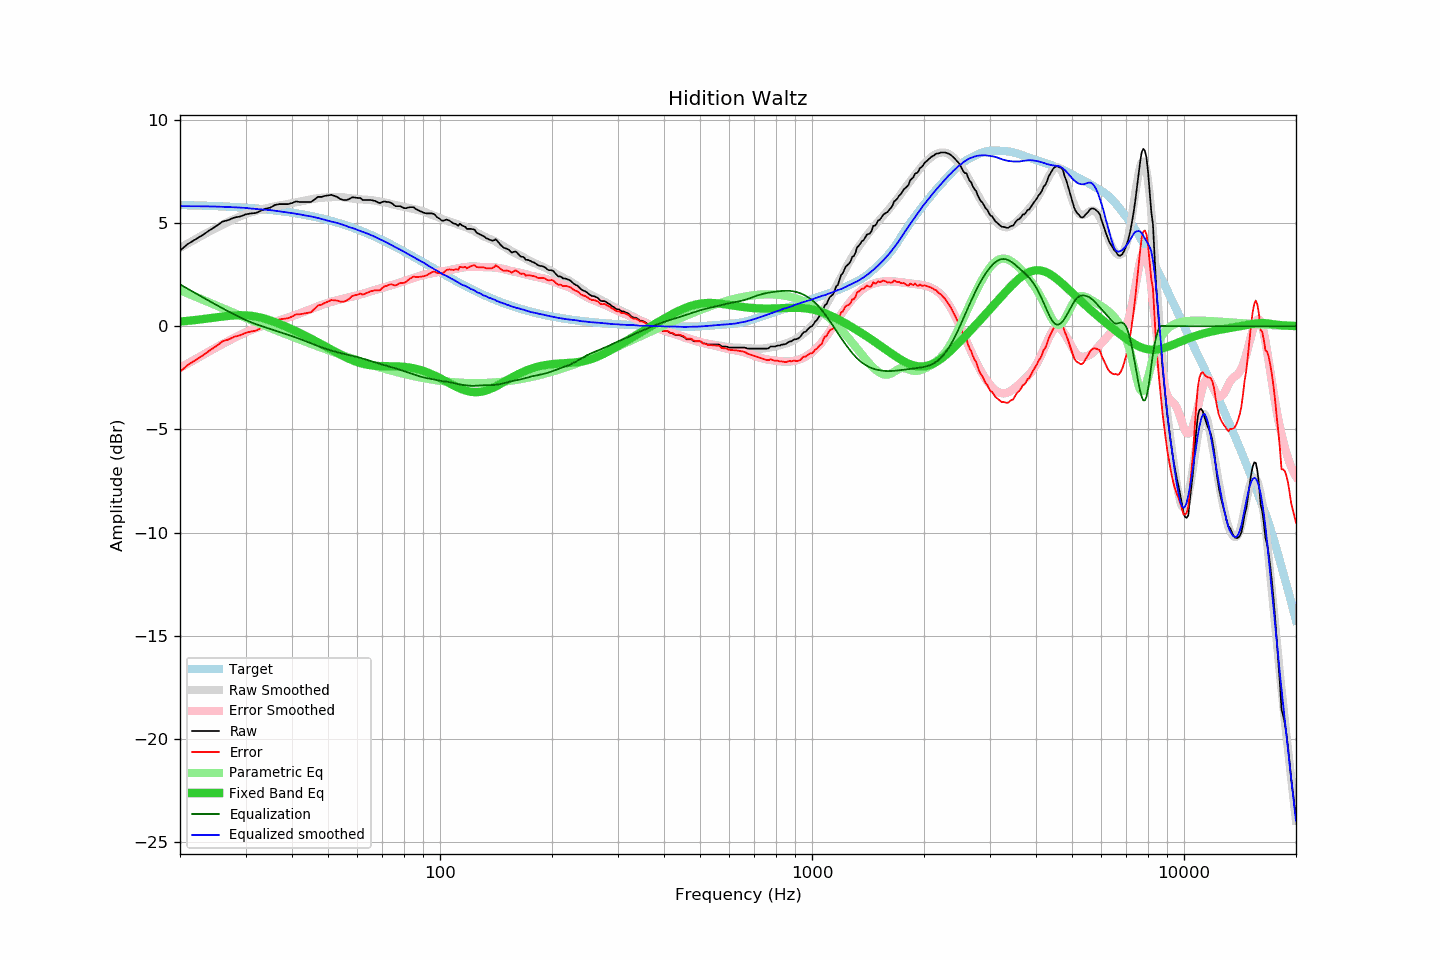 Hidition Waltz
10
5
0
−5
−10
−15
−20
−25
Amplitude (dBr)
Target
Raw Smoothed
Error Smoothed
Raw
Error
Parametric Eq
Fixed Band Eq
Equalization
Equalized smoothed
100
1000
10000
Frequency (Hz)